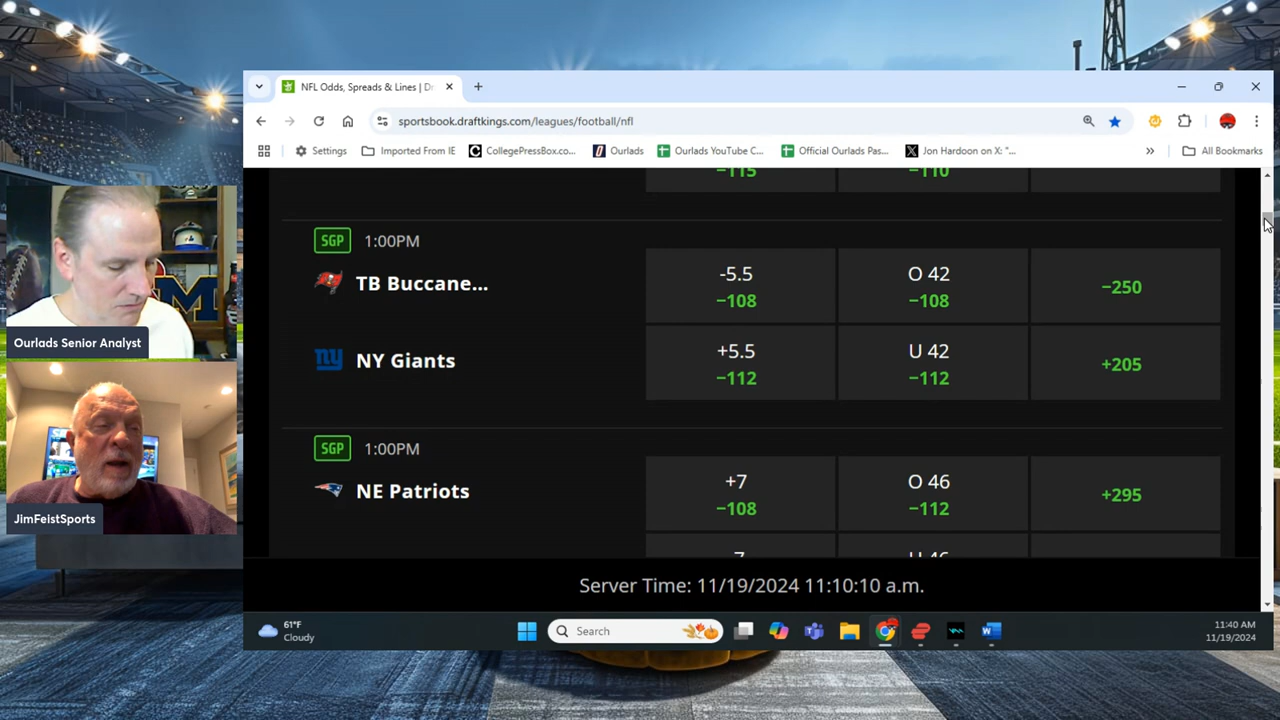 NFL Odds, Spreads & Lines | Dr
sportsbook.draftkings.com/leagues/football/nfl
Settings
Imported From IE
CollegePressBox.co...
Ourlads
Ourlads YouTube C...
Official Ourlads Pas...
Jon Hardoon on X: "...
»
All Bookmarks
−115
−110
SGP
1:00PM
TB Buccane...
-5.5
−108
O 42
−108
−250
NY Giants
+5.5
−112
U 42
−112
+205
SGP
1:00PM
NE Patriots
+7
−108
O 46
−112
+295
-7
U 46
Server Time: 11/19/2024 11:10:10 a.m.
Ourlads Senior Analyst
JimFeistSports
M
61°F
Cloudy
Search
11:40 AM
11/19/2024